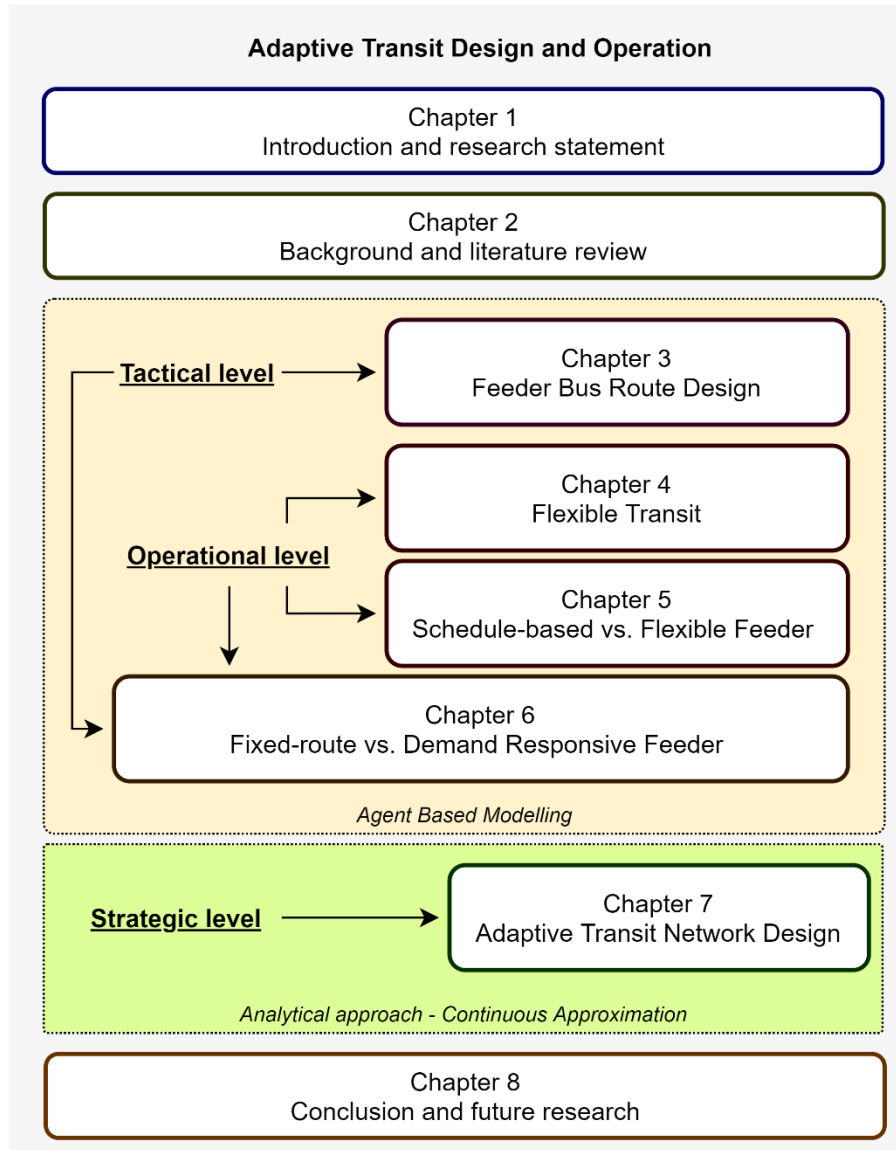 Adaptive Transit Design and Operation
Chapter 1
Introduction and research statement
Chapter 2
Background and literature review
Tactical level
Chapter 3
Feeder Bus Route Design
Chapter 4
Flexible Transit
Operational level
Chapter 5
Schedule-based vs. Flexible Feeder
Chapter 6
Fixed-route vs. Demand Responsive Feeder
Agent Based Modelling
Strategic level
Chapter 7
Adaptive Transit Network Design
Analytical approach - Continuous Approximation
Chapter 8
Conclusion and future research